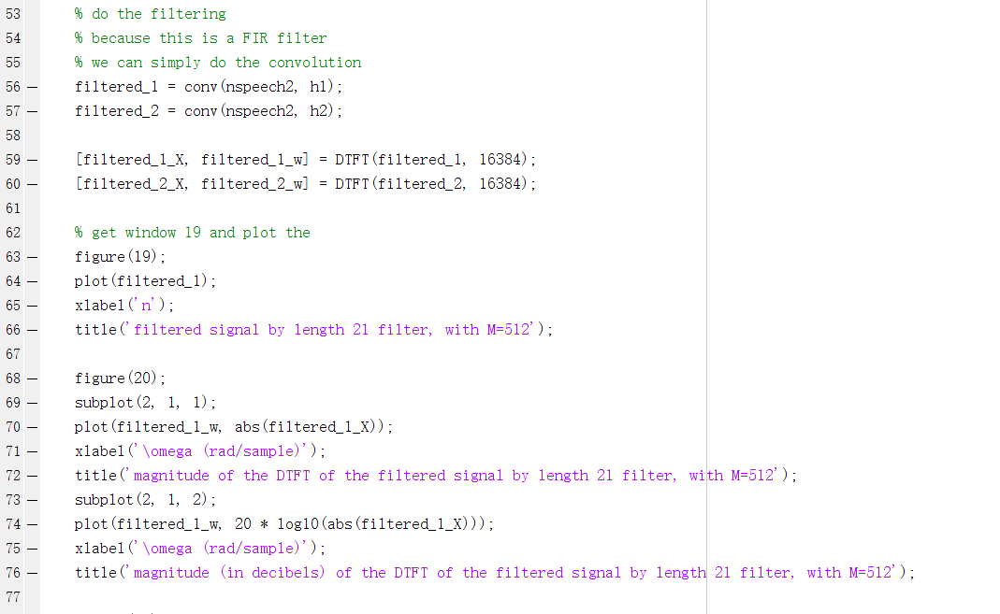 53 % do the filtering
54 % because this is a FIR filter
55 % we can simply do the convolution
56 – filtered_1 = conv(nspeech2, h1);
57 – filtered_2 = conv(nspeech2, h2);
58
59 – [filtered_1_X, filtered_1_w] = DTFT(filtered_1, 16384);
60 – [filtered_2_X, filtered_2_w] = DTFT(filtered_2, 16384);
61
62 % get window 19 and plot the
63 – figure(19);
64 – plot(filtered_1);
65 – xlabel('n');
66 – title('filtered signal by length 21 filter, with M=512');
67
68 – figure(20);
69 – subplot(2, 1, 1);
70 – plot(filtered_1_w, abs(filtered_1_X));
71 – xlabel('\omega (rad/sample)');
72 – title('magnitude of the DTFT of the filtered signal by length 21 filter, with M=512');
73 – subplot(2, 1, 2);
74 – plot(filtered_1_w, 20 * log10(abs(filtered_1_X)));
75 – xlabel('\omega (rad/sample)');
76 – title('magnitude (in decibels) of the DTFT of the filtered signal by length 21 filter, with M=512');
77